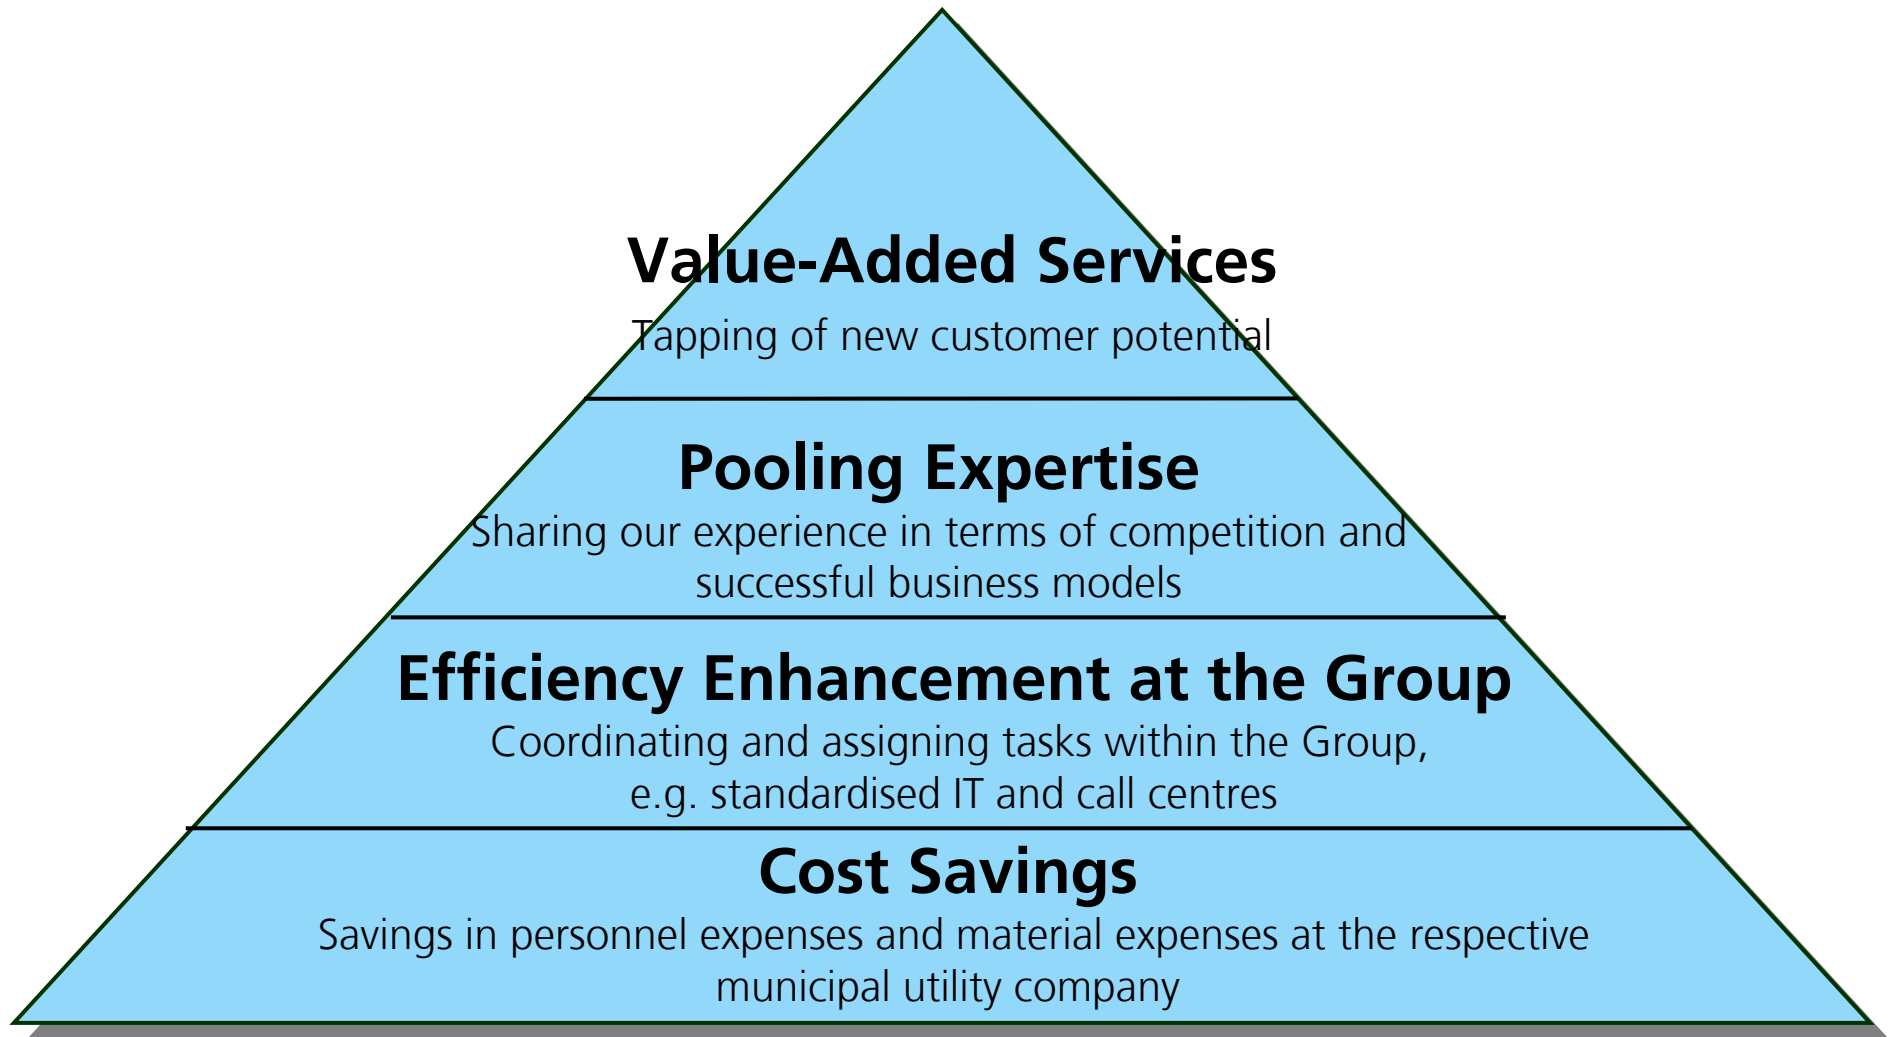 Value-Added Services
Tapping of new customer potential
Pooling Expertise
Sharing our experience in terms of competition and
successful business models
Efficiency Enhancement at the Group
Coordinating and assigning tasks within the Group,
e.g. standardised IT and call centres
Cost Savings
Savings in personnel expenses and material expenses at the respective
municipal utility company